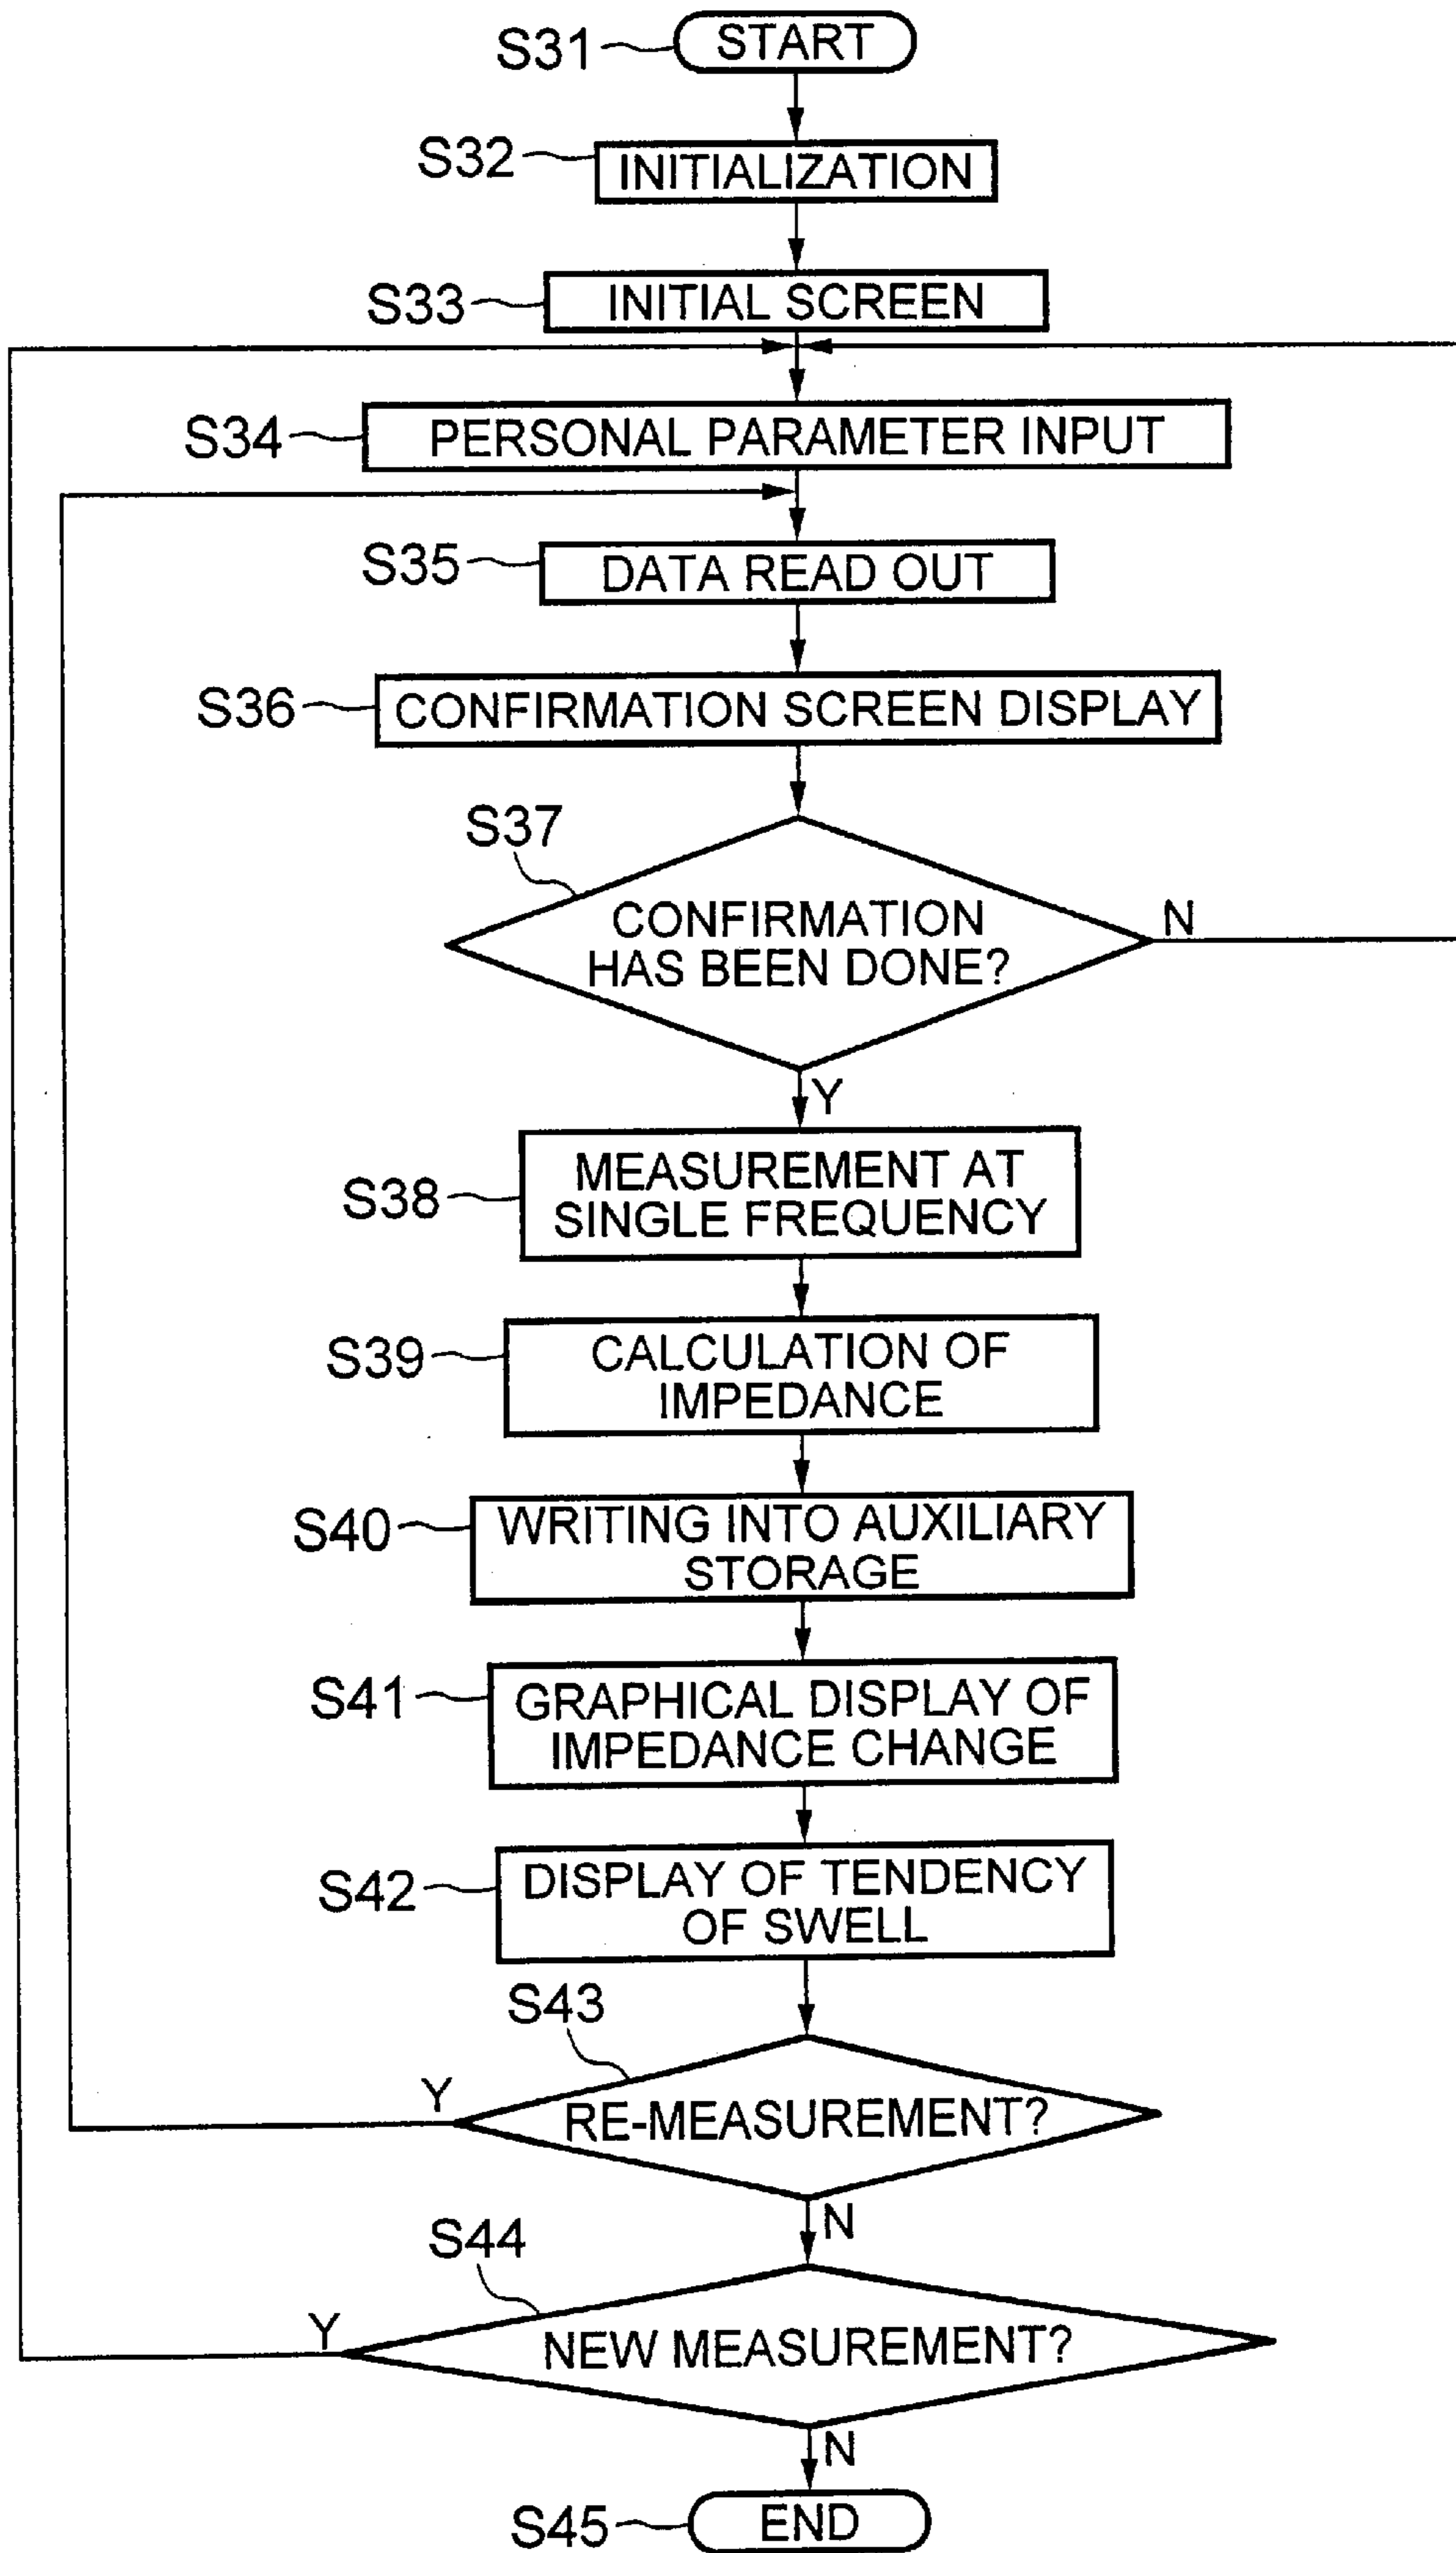 S31
START
S32
INITIALIZATION
S33
INITIAL SCREEN
S34
PERSONAL PARAMETER INPUT
S35
DATA READ OUT
S36
CONFIRMATION SCREEN DISPLAY
S37
CONFIRMATION
HAS BEEN DONE?
N
Y
S38
MEASUREMENT AT
SINGLE FREQUENCY
S39
CALCULATION OF
IMPEDANCE
S40
WRITING INTO AUXILIARY
STORAGE
S41
GRAPHICAL DISPLAY OF
IMPEDANCE CHANGE
S42
DISPLAY OF TENDENCY
OF SWELL
S43
Y
RE-MEASUREMENT?
N
S44
Y
NEW MEASUREMENT?
N
S45
END